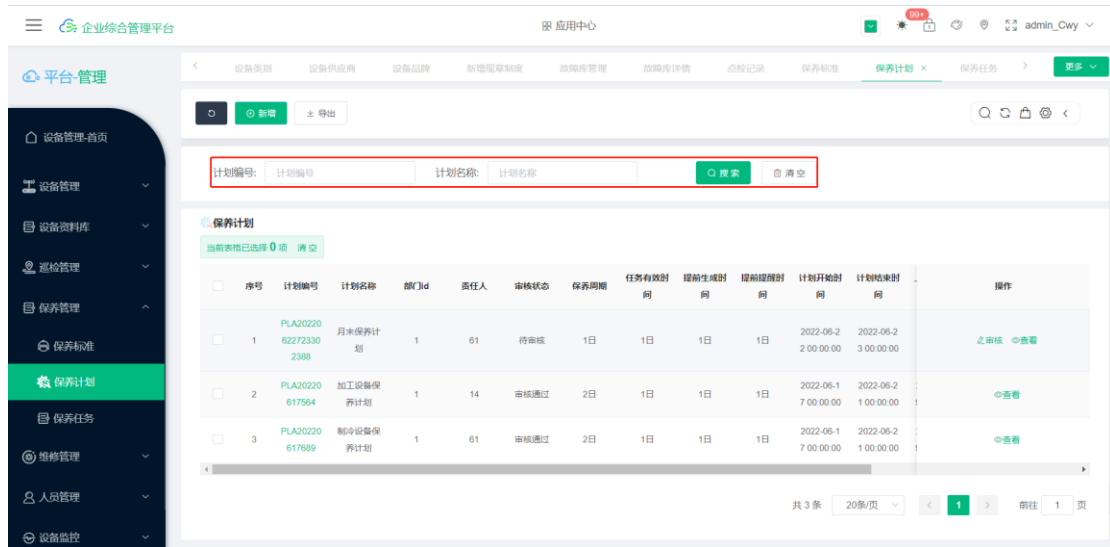 企业综合管理平台
应用中心
99+
admin_Cwy
平台-管理
设备类别
设备供应商
设备品牌
新增规章制度
故障库管理
故障库详情
点检记录
保养标准
保养计划 ×
保养任务
更多
新增
导出
设备管理-首页
设备管理
设备资料库
巡检管理
保养管理
保养标准
保养计划
保养任务
维修管理
人员管理
设备监控
计划编号: 计划编号 计划名称: 计划名称 搜索 清空
保养计划
当前表格已选择 0 项 清空
序号 计划编号 计划名称 部门id 责任人 审核状态 保养周期 任务有效时间 提前生成时间 提前提醒时间 计划开始时间 计划结束时间 操作
1 PLA20220622723302388 月末保养计划 1 61 待审核 1日 1日 1日 1日 2022-06-22 00:00:00 2022-06-23 00:00:00 审核 查看
2 PLA20220617564 加工设备保养计划 1 14 审核通过 2日 1日 1日 1日 2022-06-17 00:00:00 2022-06-21 00:00:00 查看
3 PLA20220617689 制冷设备保养计划 1 61 审核通过 2日 1日 1日 1日 2022-06-17 00:00:00 2022-06-21 00:00:00 查看
共 3 条 20条/页 1 前往 1 页